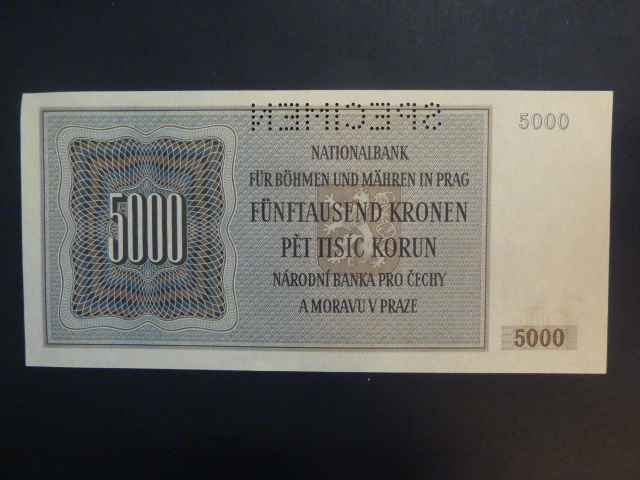 SPECIMEN
5000
NATIONALBANK
FÜR BÖHMEN UND MÄHREN IN PRAG
FÜNFTAUSEND KRONEN
PĚT TISÍC KORUN
NÁRODNÍ BANKA PRO ČECHY
A MORAVU V PRAZE
5000
5000